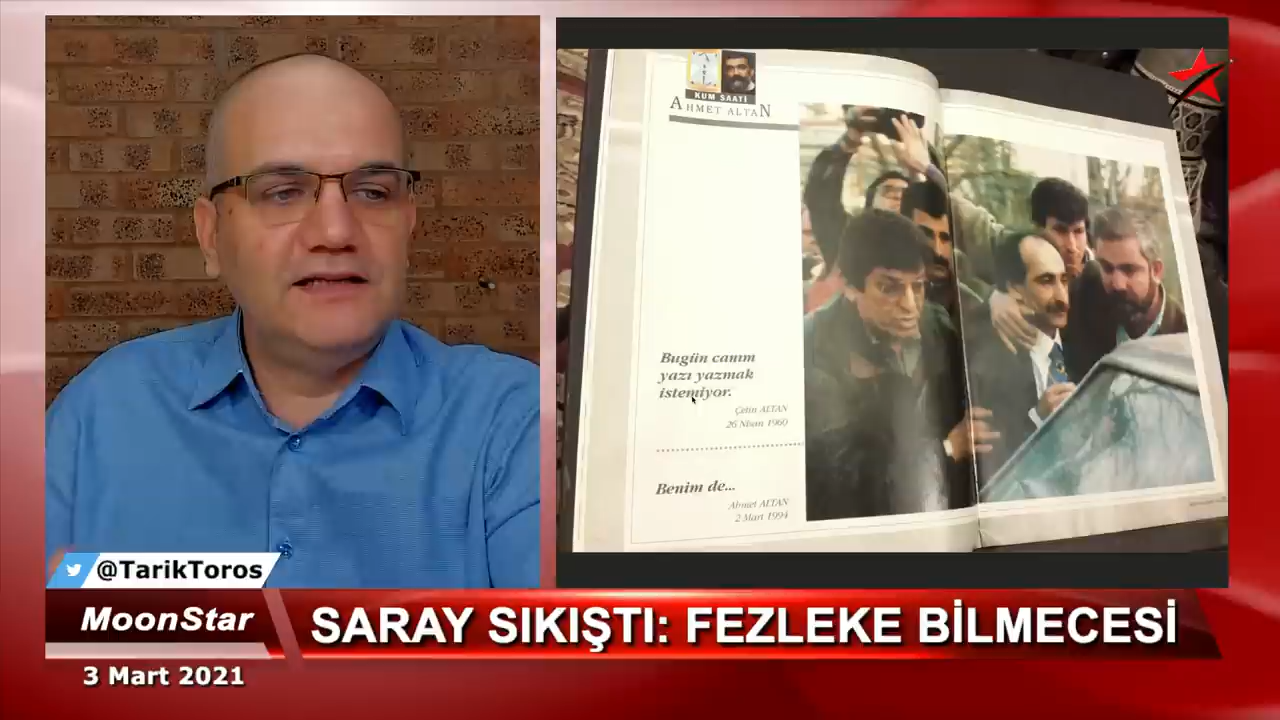 KUM SAATİ
AHMET ALTAN
Bugün canım
yazı yazmak
istemiyor.
Çetin ALTAN
26 Nisan 1960
Benim de...
Ahmet ALTAN
2 Mart 1994
@TarikToros
MoonStar
SARAY SIKIŞTI: FEZLEKE BİLMECESİ
3 Mart 2021